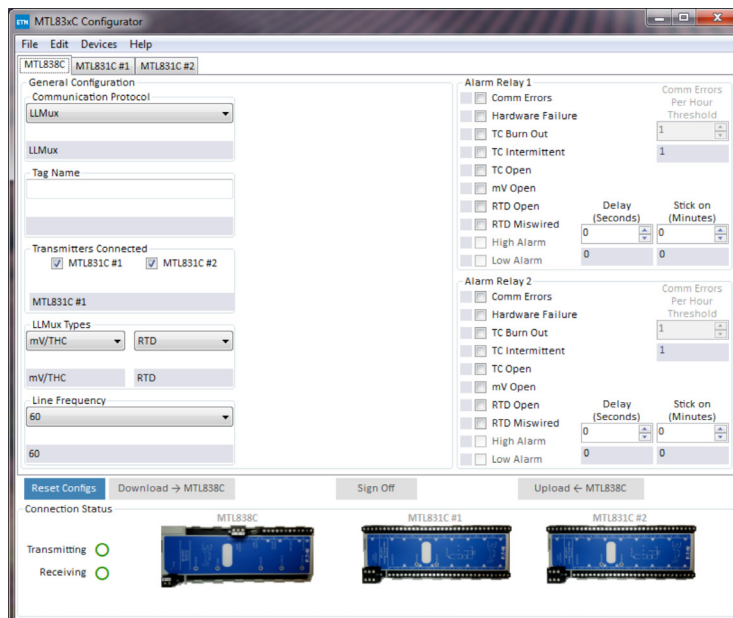 ETN MTL83xC Configurator
File Edit Devices Help
MTL838C MTL831C #1 MTL831C #2
General Configuration
Communication Protocol
LLMux
LLMux
Tag Name
Transmitters Connected
MTL831C #1 MTL831C #2
MTL831C #1
LLMux Types
mV/THC RTD
mV/THC RTD
Line Frequency
60
60
Alarm Relay 1
Comm Errors
Hardware Failure
TC Burn Out
TC Intermittent
TC Open
mV Open
RTD Open
RTD Miswired
High Alarm
Low Alarm
Comm Errors
Per Hour
Threshold
1
1
Delay
(Seconds)
0
0
Stick on
(Minutes)
0
0
Alarm Relay 2
Comm Errors
Hardware Failure
TC Burn Out
TC Intermittent
TC Open
mV Open
RTD Open
RTD Miswired
High Alarm
Low Alarm
Comm Errors
Per Hour
Threshold
1
1
Delay
(Seconds)
0
0
Stick on
(Minutes)
0
0
Reset Configs Download → MTL838C Sign Off Upload ← MTL838C
Connection Status
MTL838C MTL831C #1 MTL831C #2
Transmitting
Receiving